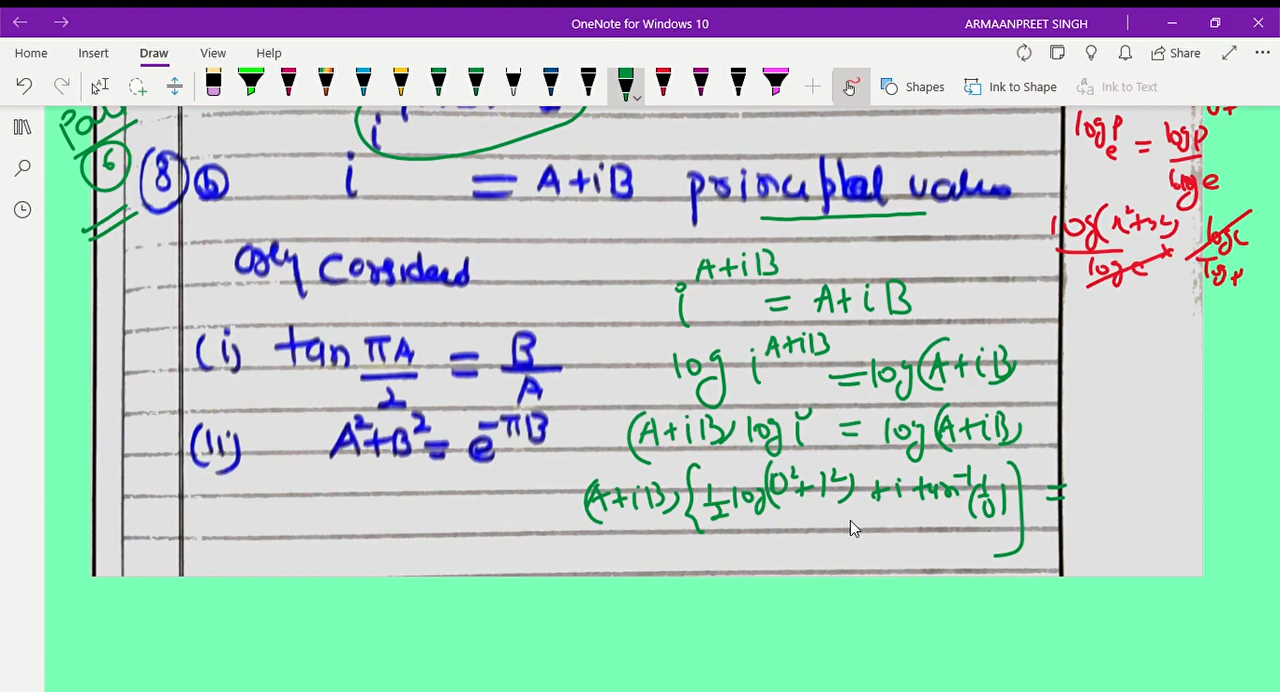 OneNote for Windows 10
ARMAANPREET SINGH
Home Insert Draw View Help Share
Shapes Ink to Shape Ink to Text
6
8 b i = A+iB principal value
only considered
(i) tan πA/2 = B/A
(ii) A²+B² = e^-πB
i^A+iB = A+iB
log i^A+iB = log(A+iB
(A+iB) log i = log(A+iB
(A+iB) { 1/2 log(0²+1²) + i tan^-1(1/0) ] =
log p e = log p / log e